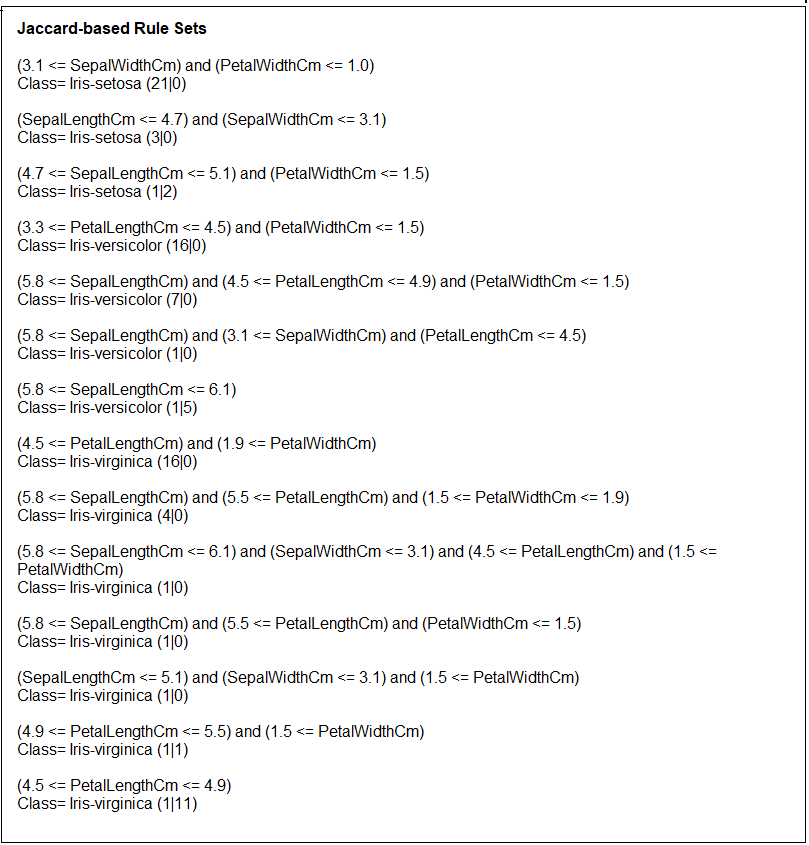 Jaccard-based Rule Sets
(3.1 <= SepalWidthCm) and (PetalWidthCm <= 1.0)
Class= Iris-setosa (21|0)
(SepalLengthCm <= 4.7) and (SepalWidthCm <= 3.1)
Class= Iris-setosa (3|0)
(4.7 <= SepalLengthCm <= 5.1) and (PetalWidthCm <= 1.5)
Class= Iris-setosa (1|2)
(3.3 <= PetalLengthCm <= 4.5) and (PetalWidthCm <= 1.5)
Class= Iris-versicolor (16|0)
(5.8 <= SepalLengthCm) and (4.5 <= PetalLengthCm <= 4.9) and (PetalWidthCm <= 1.5)
Class= Iris-versicolor (7|0)
(5.8 <= SepalLengthCm) and (3.1 <= SepalWidthCm) and (PetalLengthCm <= 4.5)
Class= Iris-versicolor (1|0)
(5.8 <= SepalLengthCm <= 6.1)
Class= Iris-versicolor (1|5)
(4.5 <= PetalLengthCm) and (1.9 <= PetalWidthCm)
Class= Iris-virginica (16|0)
(5.8 <= SepalLengthCm) and (5.5 <= PetalLengthCm) and (1.5 <= PetalWidthCm <= 1.9)
Class= Iris-virginica (4|0)
(5.8 <= SepalLengthCm <= 6.1) and (SepalWidthCm <= 3.1) and (4.5 <= PetalLengthCm) and (1.5 <=
PetalWidthCm)
Class= Iris-virginica (1|0)
(5.8 <= SepalLengthCm) and (5.5 <= PetalLengthCm) and (PetalWidthCm <= 1.5)
Class= Iris-virginica (1|0)
(SepalLengthCm <= 5.1) and (SepalWidthCm <= 3.1) and (1.5 <= PetalWidthCm)
Class= Iris-virginica (1|0)
(4.9 <= PetalLengthCm <= 5.5) and (1.5 <= PetalWidthCm)
Class= Iris-virginica (1|1)
(4.5 <= PetalLengthCm <= 4.9)
Class= Iris-virginica (1|11)